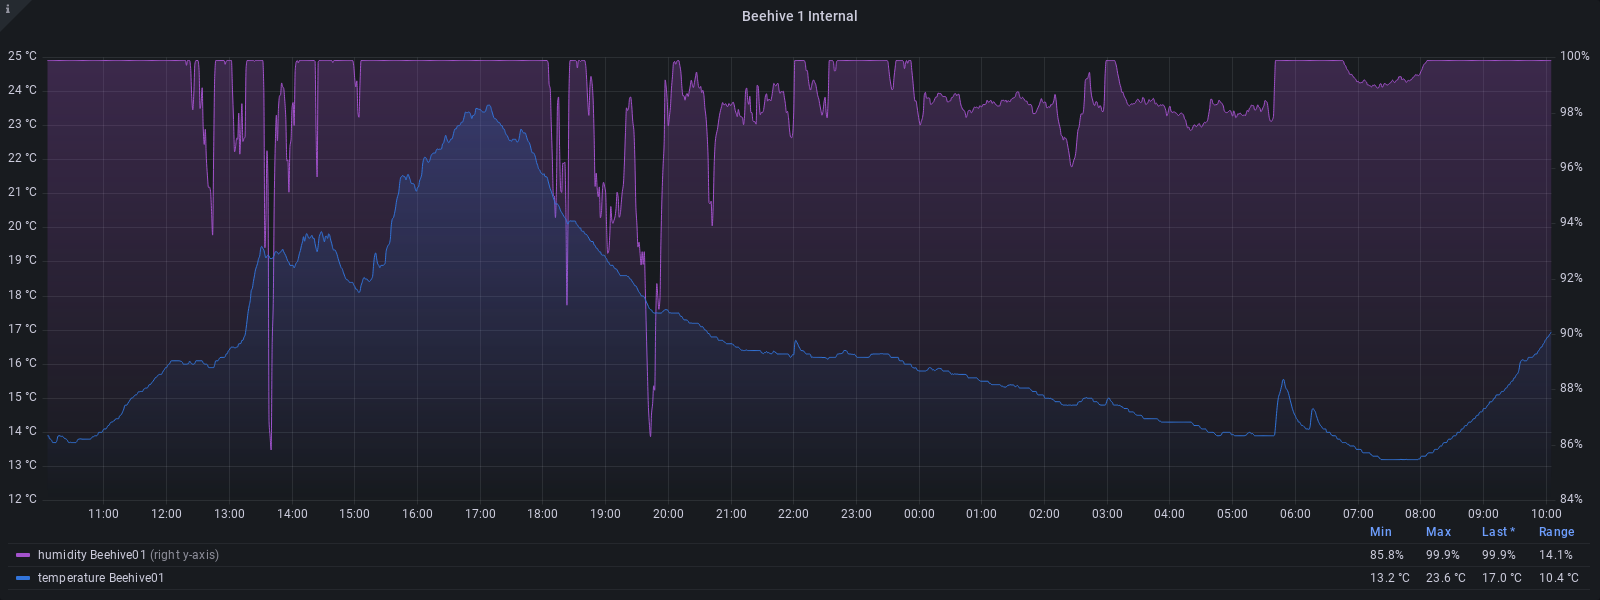 i
Beehive 1 Internal
25 °C 100%
24 °C 98%
23 °C 96%
22 °C 94%
21 °C 92%
20 °C 90%
19 °C 88%
18 °C 86%
17 °C 84%
16 °C
15 °C
14 °C
13 °C
12 °C
11:00 12:00 13:00 14:00 15:00 16:00 17:00 18:00 19:00 20:00 21:00 22:00 23:00 00:00 01:00 02:00 03:00 04:00 05:00 06:00 07:00 08:00 09:00 10:00
Min Max Last * Range
humidity Beehive01 (right y-axis) 85.8% 99.9% 99.9% 14.1%
temperature Beehive01 13.2 °C 23.6 °C 17.0 °C 10.4 °C